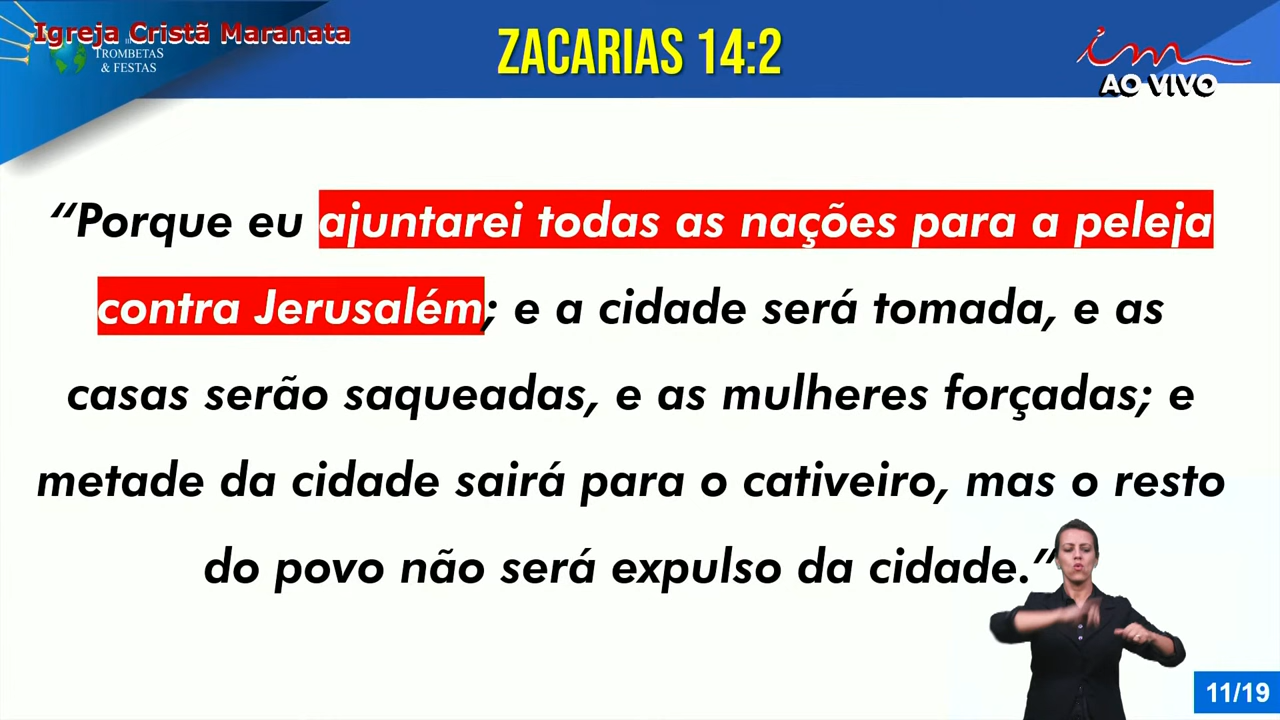 Igreja Cristã Maranata
TROMBETAS
& FESTAS
ZACARIAS 14:2
im
AO VIVO
“Porque eu ajuntarei todas as nações para a peleja
contra Jerusalém; e a cidade será tomada, e as
casas serão saqueadas, e as mulheres forçadas; e
metade da cidade sairá para o cativeiro, mas o resto
do povo não será expulso da cidade.”
11/19